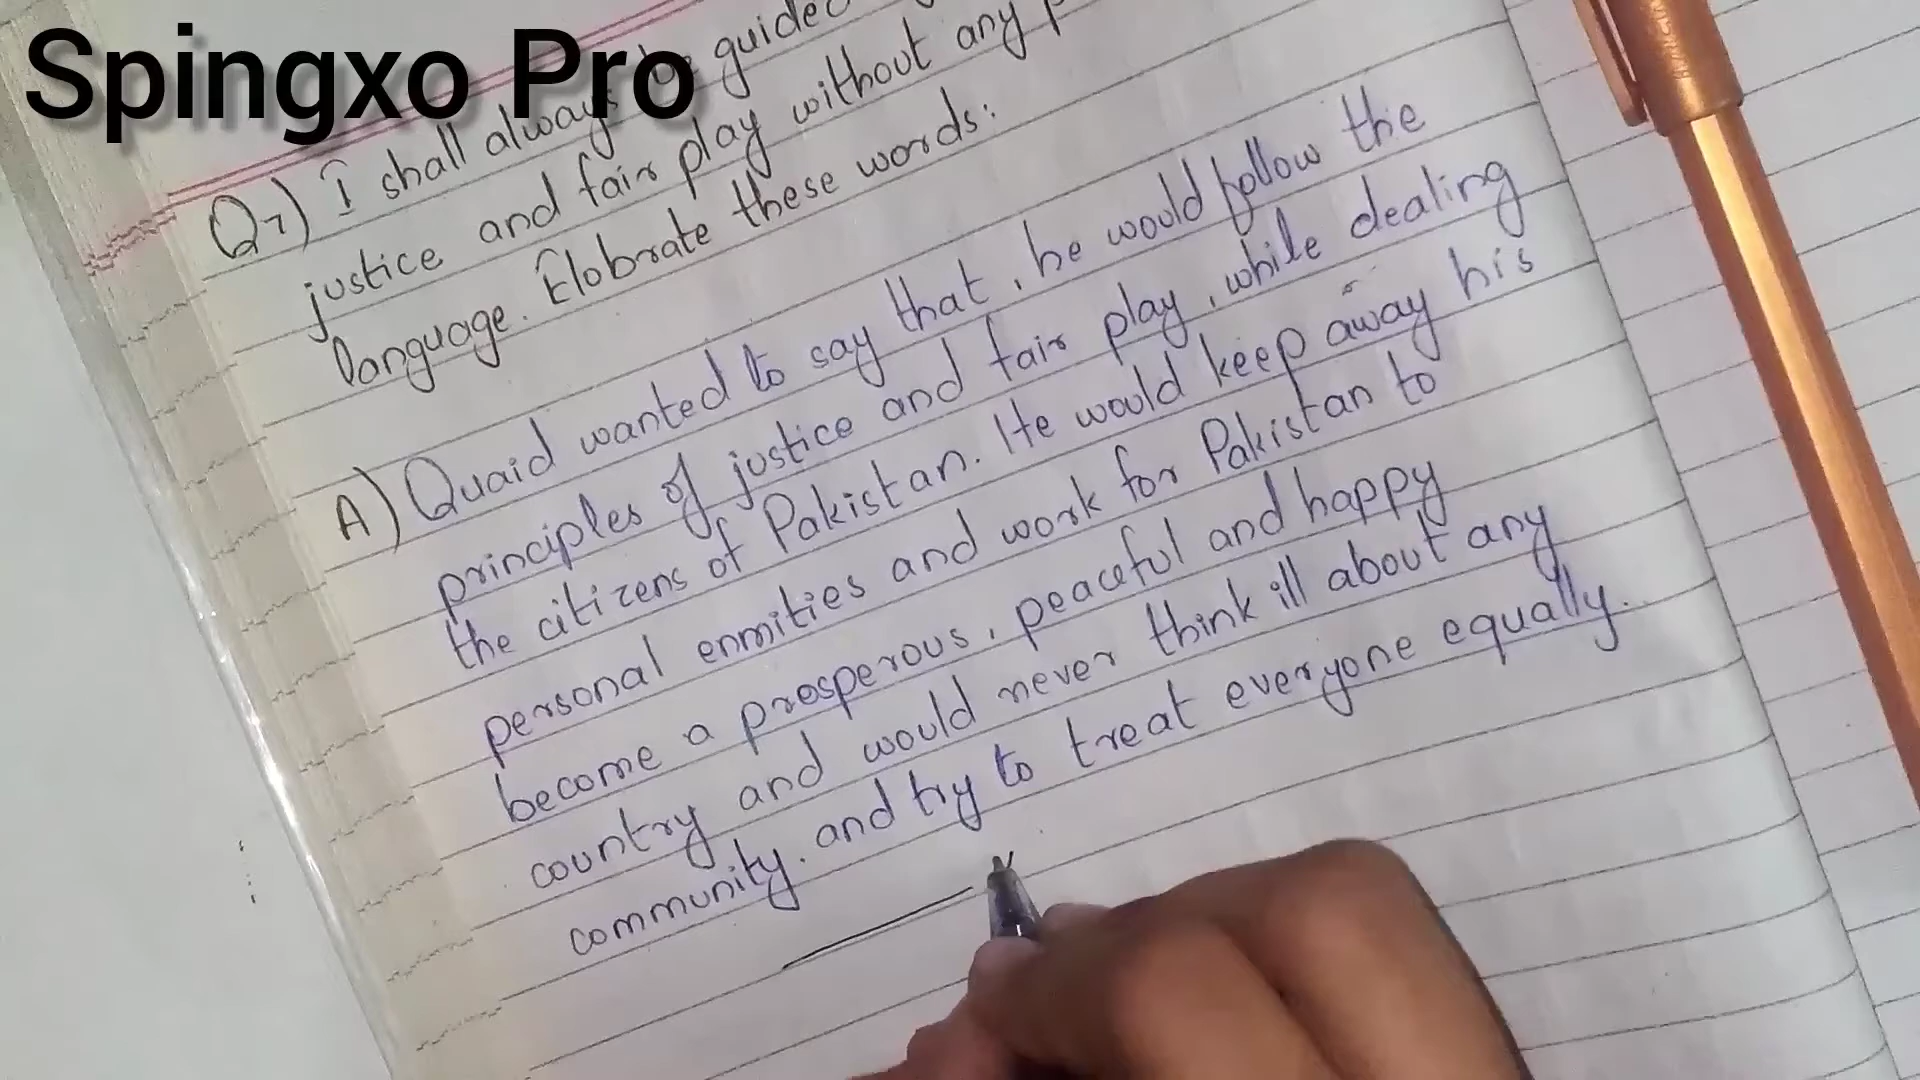 Spingxo Pro
Q7) I shall always be guided
justice and fair play without any
language. Elobrate these words:
A) Quaid wanted to say that, he would follow the
principles of justice and fair play, while dealing
the citizens of Pakistan. He would keep away his
personal enmities and work for Pakistan to
become a prosperous, peaceful and happy
country and would never think ill about any
community. and try to treat everyone equally.